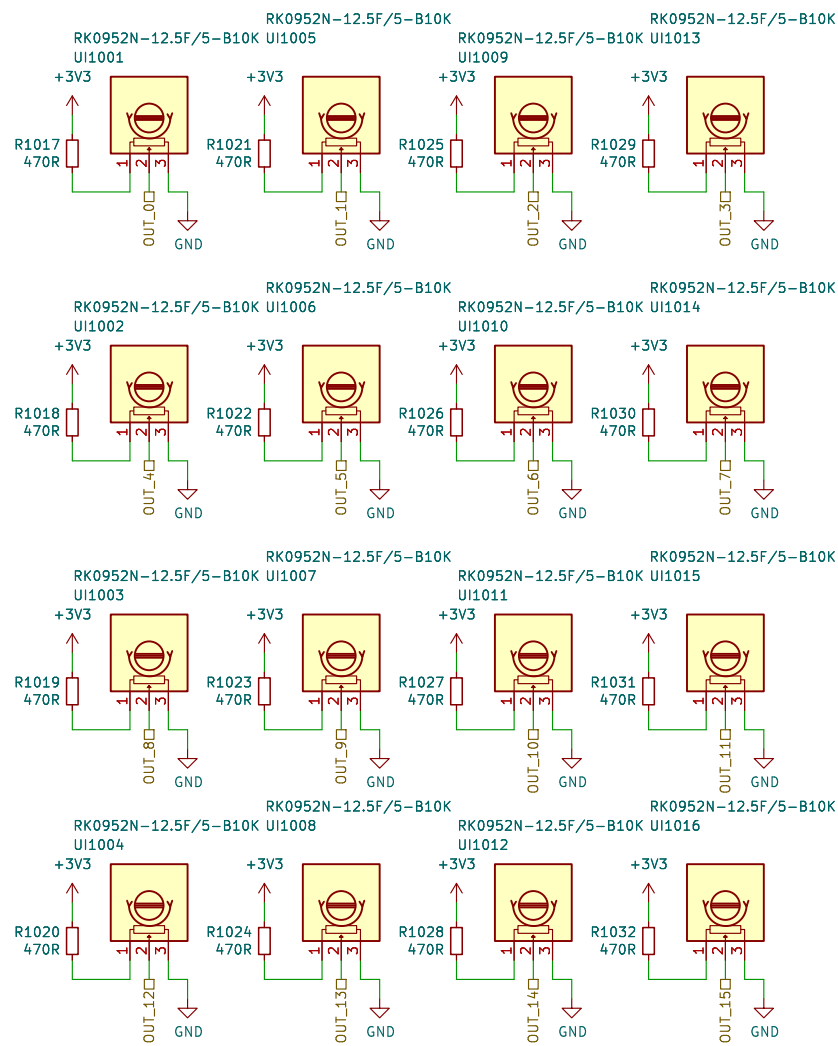 RK0952N-12.5F/5-B10K
UI1001
+3V3
R1017
470R
1
2
3
OUT_0
GND
RK0952N-12.5F/5-B10K
UI1005
+3V3
R1021
470R
1
2
3
OUT_1
GND
RK0952N-12.5F/5-B10K
UI1009
+3V3
R1025
470R
1
2
3
OUT_2
GND
RK0952N-12.5F/5-B10K
UI1013
+3V3
R1029
470R
1
2
3
OUT_3
GND
RK0952N-12.5F/5-B10K
UI1002
+3V3
R1018
470R
1
2
3
OUT_4
GND
RK0952N-12.5F/5-B10K
UI1006
+3V3
R1022
470R
1
2
3
OUT_5
GND
RK0952N-12.5F/5-B10K
UI1010
+3V3
R1026
470R
1
2
3
OUT_6
GND
RK0952N-12.5F/5-B10K
UI1014
+3V3
R1030
470R
1
2
3
OUT_7
GND
RK0952N-12.5F/5-B10K
UI1003
+3V3
R1019
470R
1
2
3
OUT_8
GND
RK0952N-12.5F/5-B10K
UI1007
+3V3
R1023
470R
1
2
3
OUT_9
GND
RK0952N-12.5F/5-B10K
UI1011
+3V3
R1027
470R
1
2
3
OUT_10
GND
RK0952N-12.5F/5-B10K
UI1015
+3V3
R1031
470R
1
2
3
OUT_11
GND
RK0952N-12.5F/5-B10K
UI1004
+3V3
R1020
470R
1
2
3
OUT_12
GND
RK0952N-12.5F/5-B10K
UI1008
+3V3
R1024
470R
1
2
3
OUT_13
GND
RK0952N-12.5F/5-B10K
UI1012
+3V3
R1028
470R
1
2
3
OUT_14
GND
RK0952N-12.5F/5-B10K
UI1016
+3V3
R1032
470R
1
2
3
OUT_15
GND